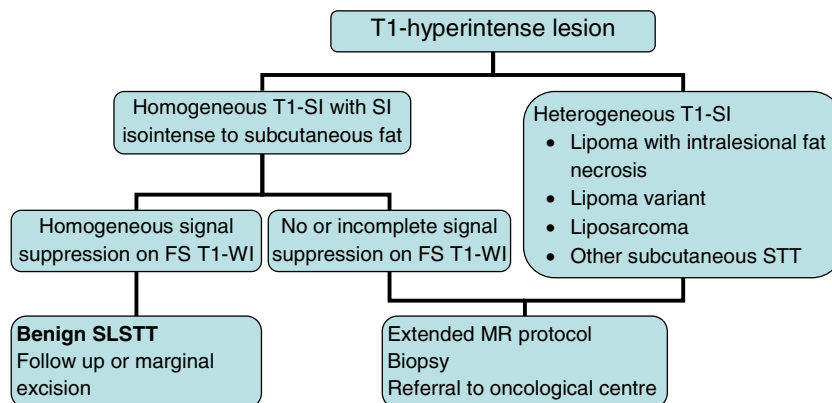 T1-hyperintense lesion
Homogeneous T1-SI with SI
isointense to subcutaneous fat
Heterogeneous T1-SI
• Lipoma with intralesional fat
necrosis
• Lipoma variant
• Liposarcoma
• Other subcutaneous STT
Homogeneous signal
suppression on FS T1-WI
No or incomplete signal
suppression on FS T1-WI
Benign SLSTT
Follow up or marginal
excision
Extended MR protocol
Biopsy
Referral to oncological centre